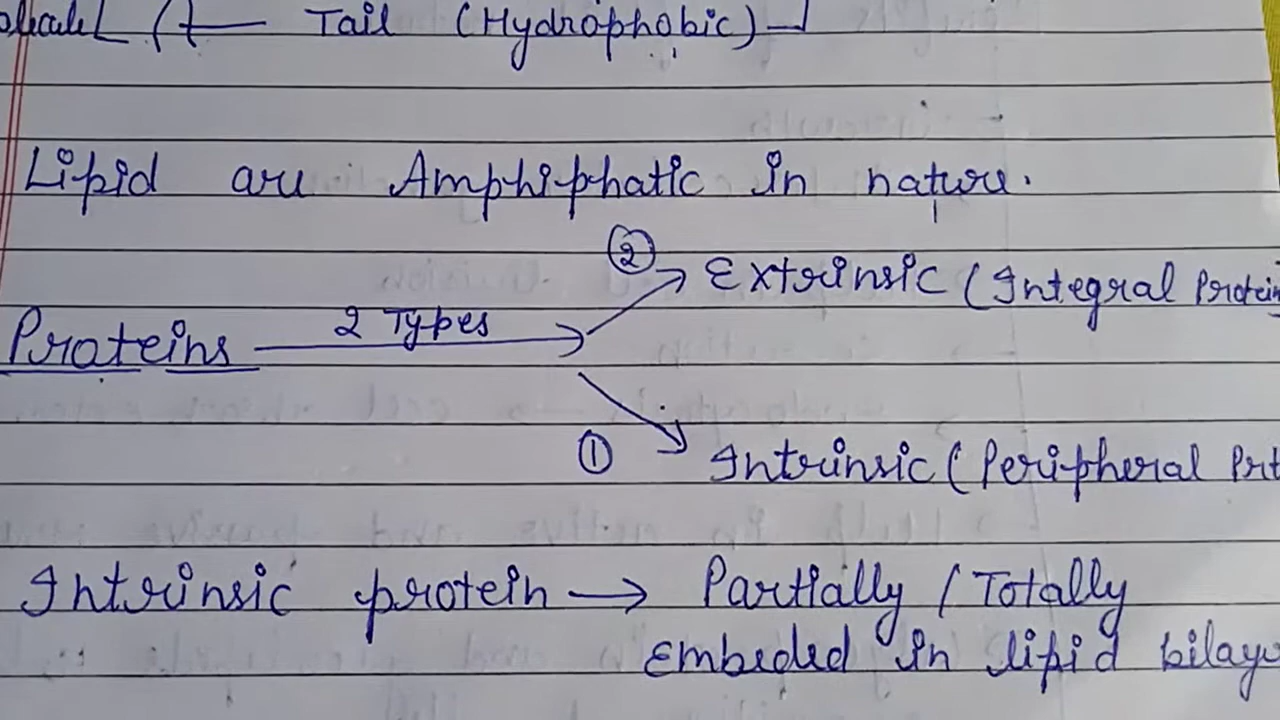 Tail (Hydrophobic)
Lipid are Amphiphatic in nature.
② Extrinsic (Integral Protein
Proteins 2 Types
① Intrinsic (Peripheral
Intrinsic protein → Partially / Totally
Embeded in lipid